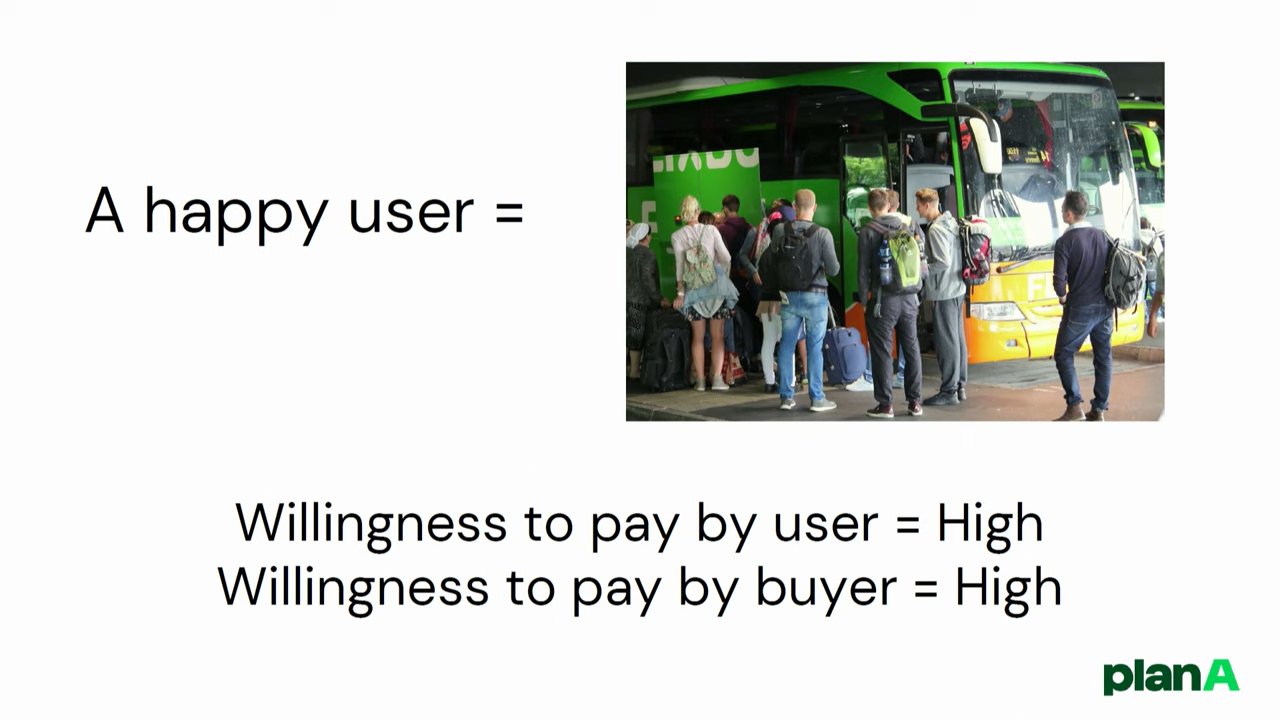 A happy user =
Willingness to pay by user = High
Willingness to pay by buyer = High
planA